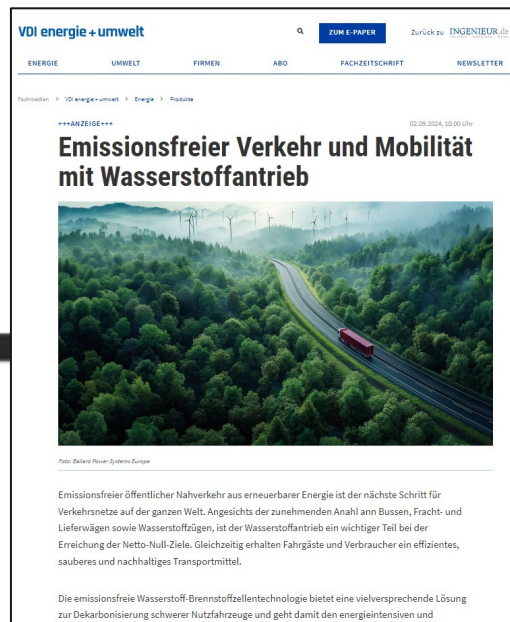 VDI energie + umwelt
ZUM E-PAPER
Zurück zu INGENIEUR.de
ENERGIE UMWELT FIRMEN ABO FACHZEITSCHRIFT NEWSLETTER
Fachmedien > VDI energie + umwelt > Energie > Produkte
+++ANZEIGE+++ 02.09.2024, 10:00 Uhr
Emissionsfreier Verkehr und Mobilität
mit Wasserstoffantrieb
Foto: Ballard Power Systems Europe
Emissionsfreier öffentlicher Nahverkehr aus erneuerbarer Energie ist der nächste Schritt für
Verkehrsnetze auf der ganzen Welt. Angesichts der zunehmenden Anzahl ann Bussen, Fracht- und
Lieferwägen sowie Wasserstoffzügen, ist der Wasserstoffantrieb ein wichtiger Teil bei der
Erreichung der Netto-Null-Ziele. Gleichzeitig erhalten Fahrgäste und Verbraucher ein effizientes,
sauberes und nachhaltiges Transportmittel.
Die emissionsfreie Wasserstoff-Brennstoffzellentechnologie bietet eine vielversprechende Lösung
zur Dekarbonisierung schwerer Nutzfahrzeuge und geht damit den energieintensiven und